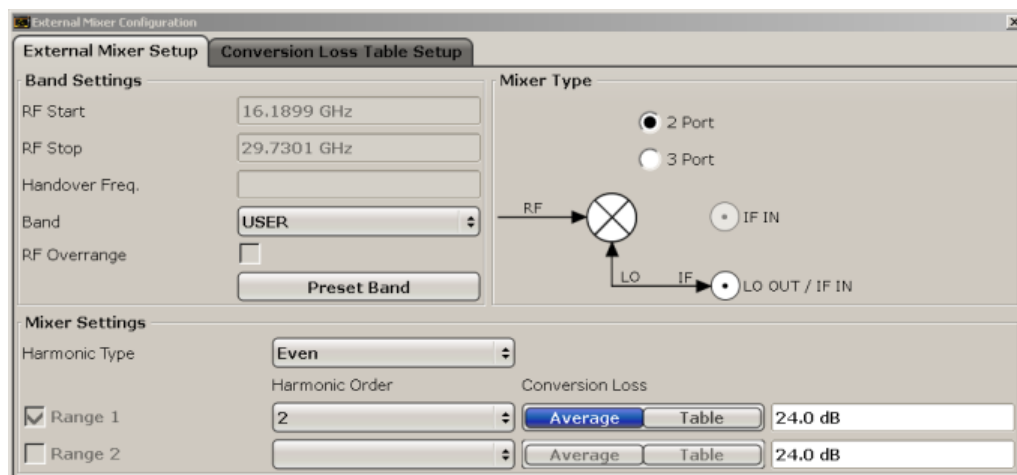 External Mixer Configuration
External Mixer Setup
Conversion Loss Table Setup
Band Settings
RF Start
16.1899 GHz
RF Stop
29.7301 GHz
Handover Freq.
Band
USER
RF Overrange
Preset Band
Mixer Type
2 Port
3 Port
RF
IF IN
LO
IF
LO OUT / IF IN
Mixer Settings
Harmonic Type
Even
Harmonic Order
Conversion Loss
Range 1
2
Average
Table
24.0 dB
Range 2
Average
Table
24.0 dB